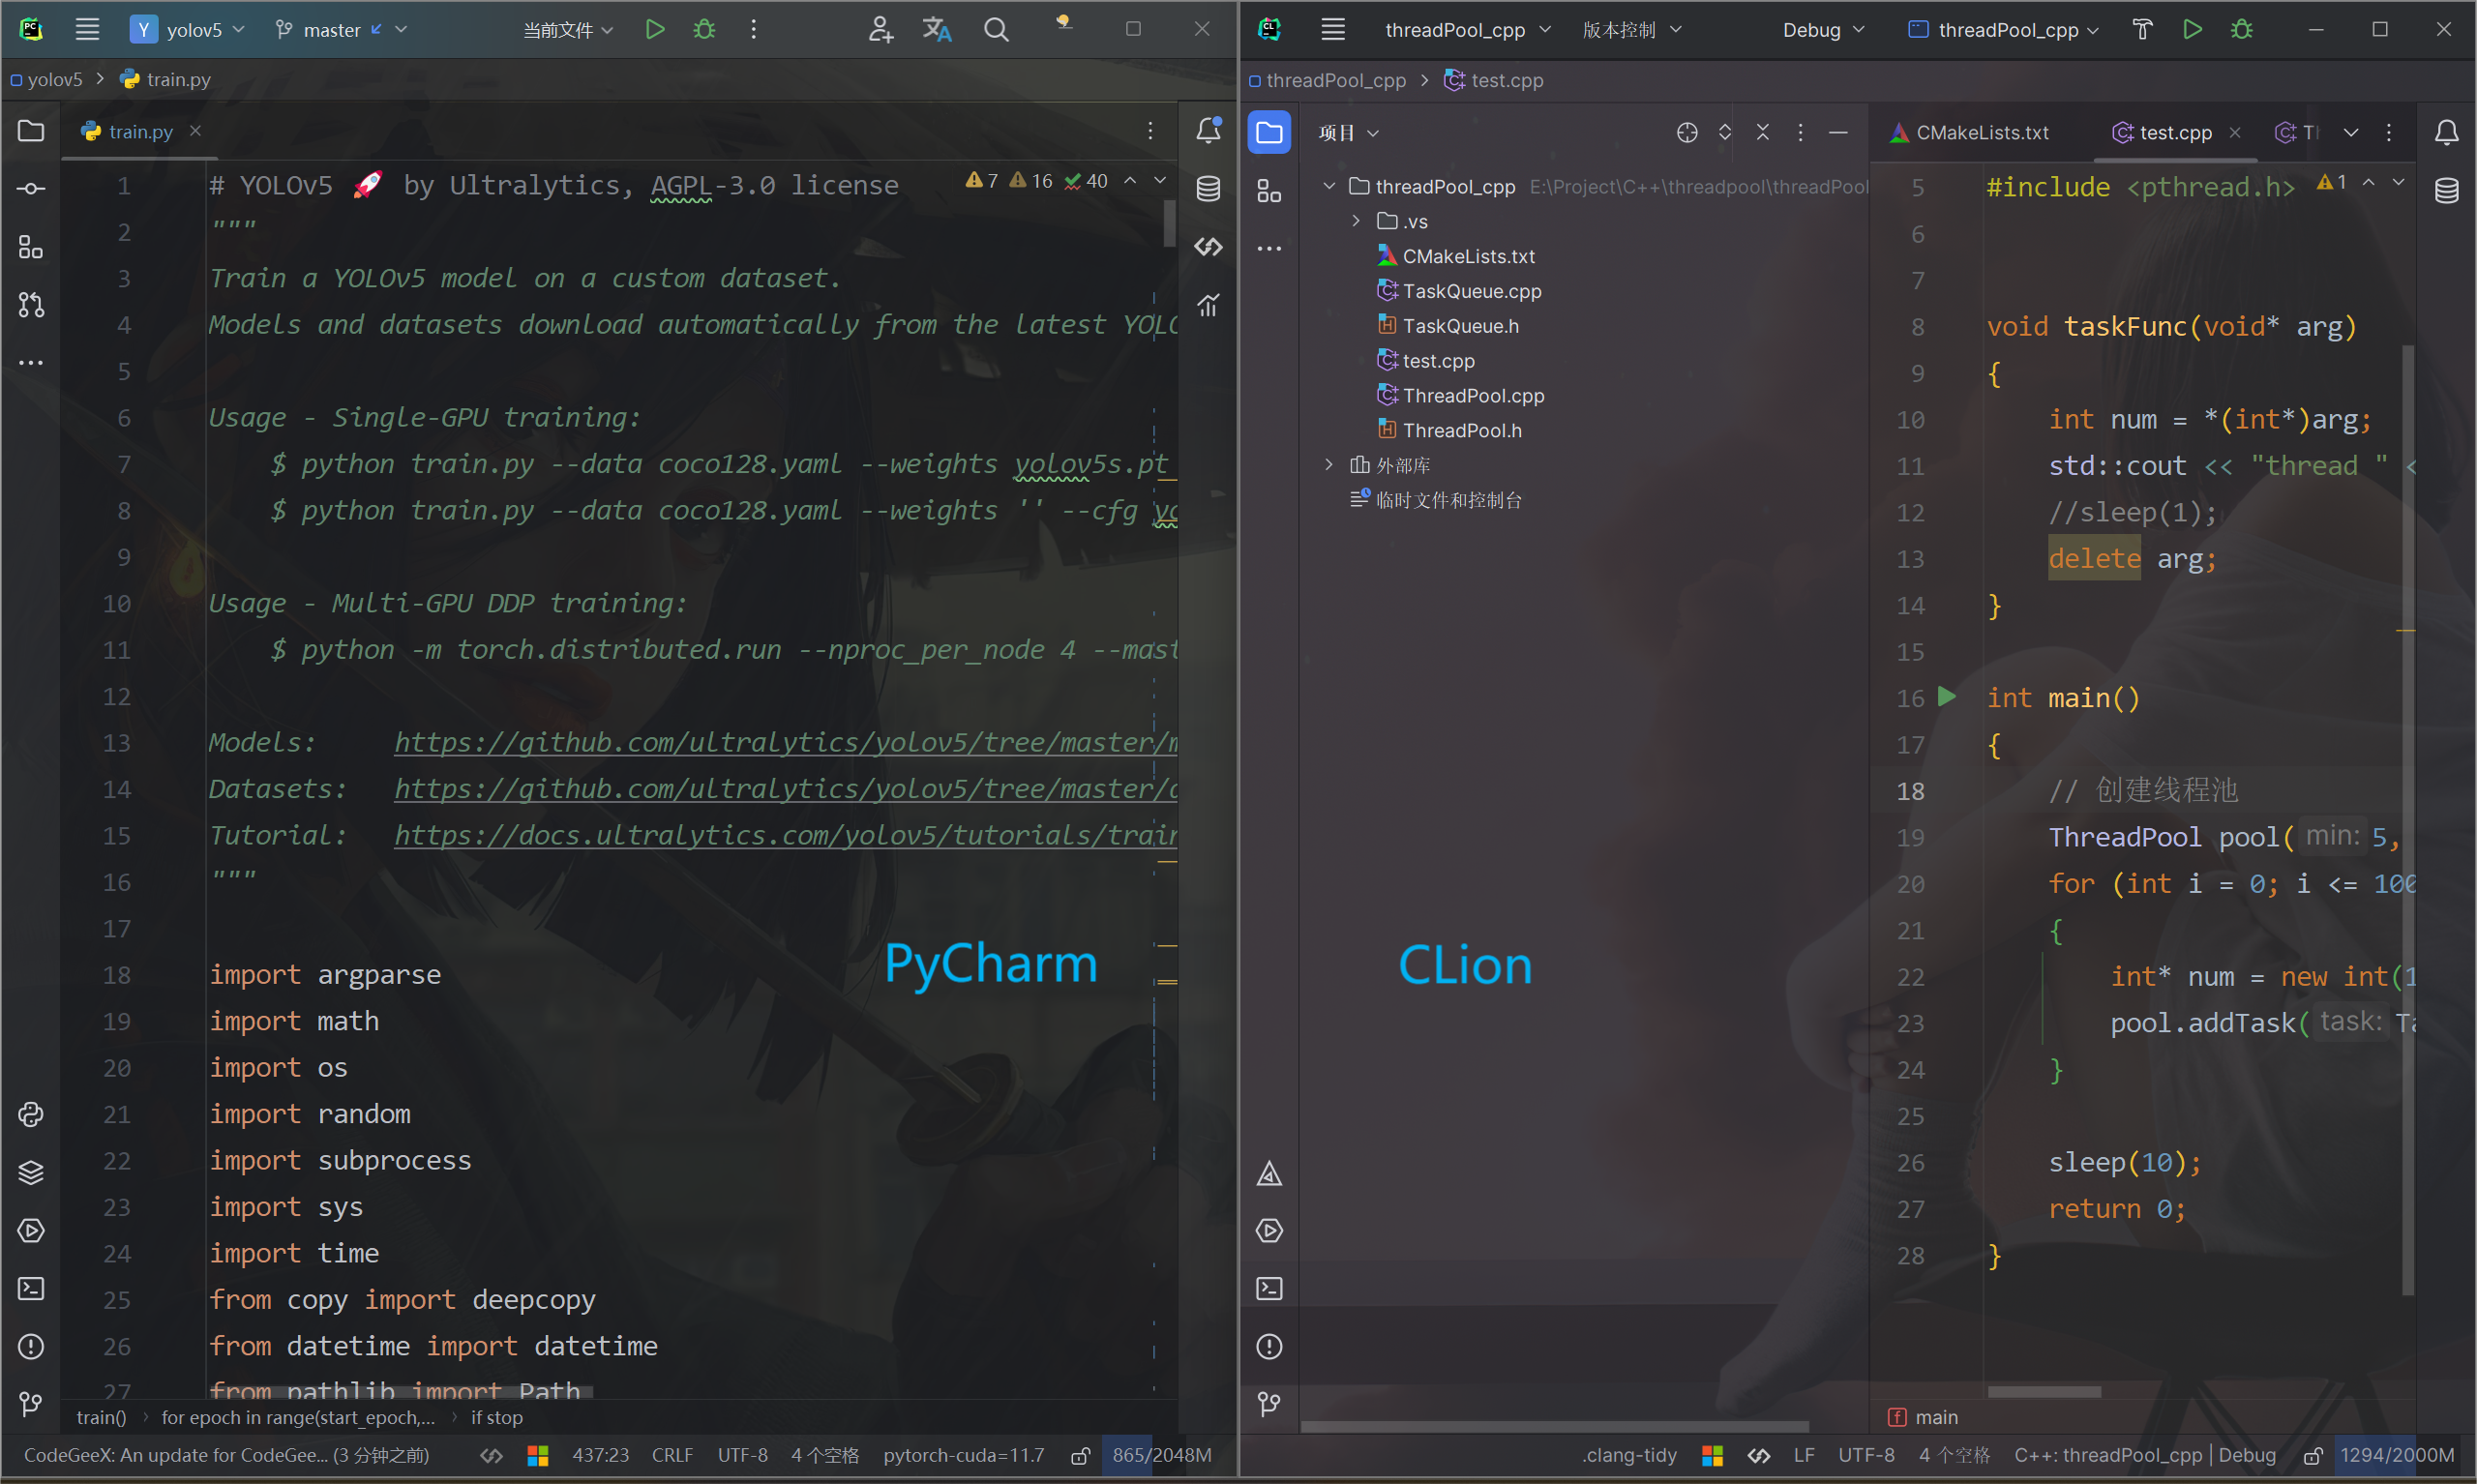 Y yolov5 master 当前文件
yolov5 > train.py
train.py
7 16 40
1 # YOLOv5 🚀 by Ultralytics, AGPL-3.0 license
2 """
3 Train a YOLOv5 model on a custom dataset.
4 Models and datasets download automatically from the latest YOLO
5
6 Usage - Single-GPU training:
7 $ python train.py --data coco128.yaml --weights yolov5s.pt
8 $ python train.py --data coco128.yaml --weights '' --cfg yo
9
10 Usage - Multi-GPU DDP training:
11 $ python -m torch.distributed.run --nproc_per_node 4 --mast
12
13 Models: https://github.com/ultralytics/yolov5/tree/master/m
14 Datasets: https://github.com/ultralytics/yolov5/tree/master/d
15 Tutorial: https://docs.ultralytics.com/yolov5/tutorials/train
16 """
17
18 import argparse
19 import math
20 import os
21 import random
22 import subprocess
23 import sys
24 import time
25 from copy import deepcopy
26 from datetime import datetime
27 from pathlib import Path
PyCharm
train() > for epoch in range(start_epoch,... > if stop
CodeGeeX: An update for CodeGee... (3 分钟之前) 437:23 CRLF UTF-8 4 个空格 pytorch-cuda=11.7 865/2048M
threadPool_cpp 版本控制 Debug threadPool_cpp
threadPool_cpp > test.cpp
项目
threadPool_cpp E:\Project\C++\threadpool\threadPool
.vs
CMakeLists.txt
TaskQueue.cpp
TaskQueue.h
test.cpp
ThreadPool.cpp
ThreadPool.h
外部库
临时文件和控制台
CLion
CMakeLists.txt test.cpp Th
1
5 #include <pthread.h>
6
7
8 void taskFunc(void* arg)
9 {
10 int num = *(int*)arg;
11 std::cout << "thread " <
12 //sleep(1);
13 delete arg;
14 }
15
16 int main()
17 {
18 // 创建线程池
19 ThreadPool pool( min: 5,
20 for (int i = 0; i <= 100
21 {
22 int* num = new int(1
23 pool.addTask( task: Ta
24 }
25
26 sleep(10);
27 return 0;
28 }
main
.clang-tidy LF UTF-8 4 个空格 C++: threadPool_cpp | Debug 1294/2000M